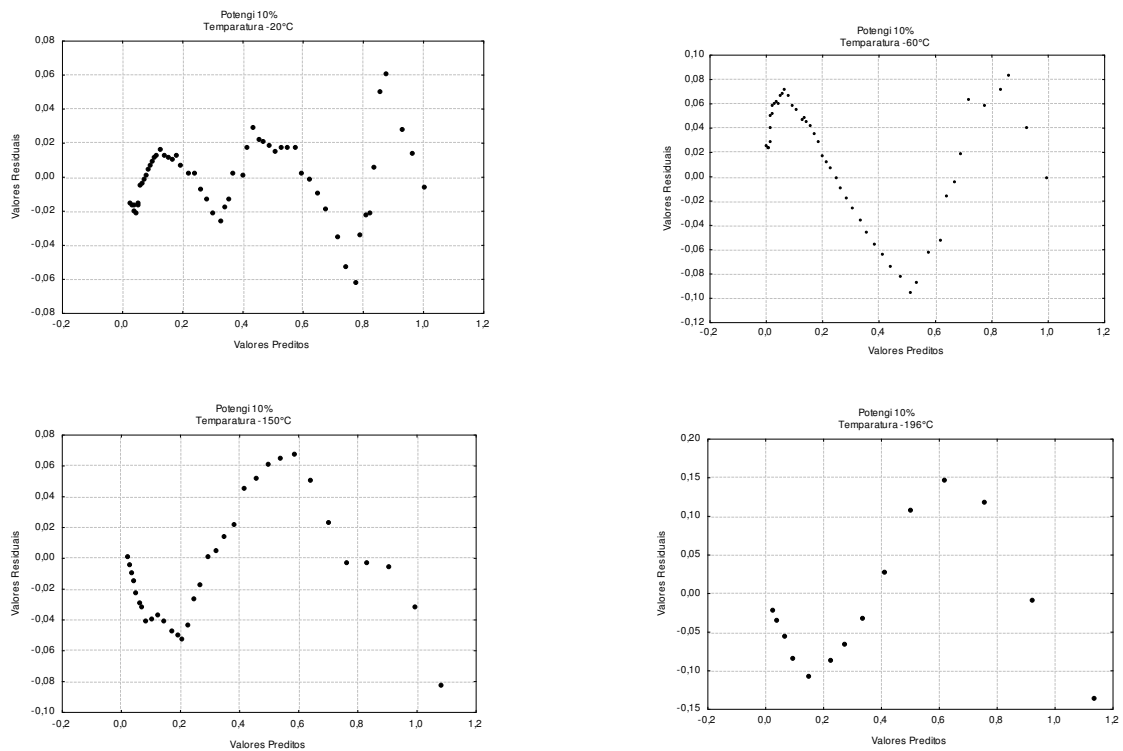 Potengi 10%
Temparatura -20°C
0,08
0,06
0,04
0,02
0,00
-0,02
-0,04
-0,06
-0,08
-0,2 0,0 0,2 0,4 0,6 0,8 1,0 1,2
Valores Preditos
Valores Residuais
Potengi 10%
Temparatura -60°C
0,10
0,08
0,06
0,04
0,02
0,00
-0,02
-0,04
-0,06
-0,08
-0,10
-0,12
-0,2 0,0 0,2 0,4 0,6 0,8 1,0 1,2
Valores Preditos
Valores Residuais
Potengi 10%
Temparatura -150°C
0,08
0,06
0,04
0,02
0,00
-0,02
-0,04
-0,06
-0,08
-0,10
-0,2 0,0 0,2 0,4 0,6 0,8 1,0 1,2
Valores Preditos
Valores Residuais
Potengi 10%
Temparatura -196°C
0,20
0,15
0,10
0,05
0,00
-0,05
-0,10
-0,15
-0,2 0,0 0,2 0,4 0,6 0,8 1,0 1,2
Valores Preditos
Valores Residuais